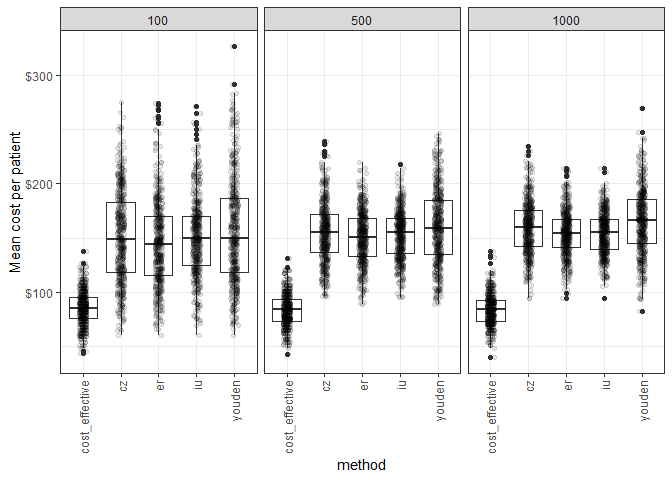 100
500
1000
Mean cost per patient
$300
$200
$100
cost_effective
cz
er
iu
youden
cost_effective
cz
er
iu
youden
cost_effective
cz
er
iu
youden
method